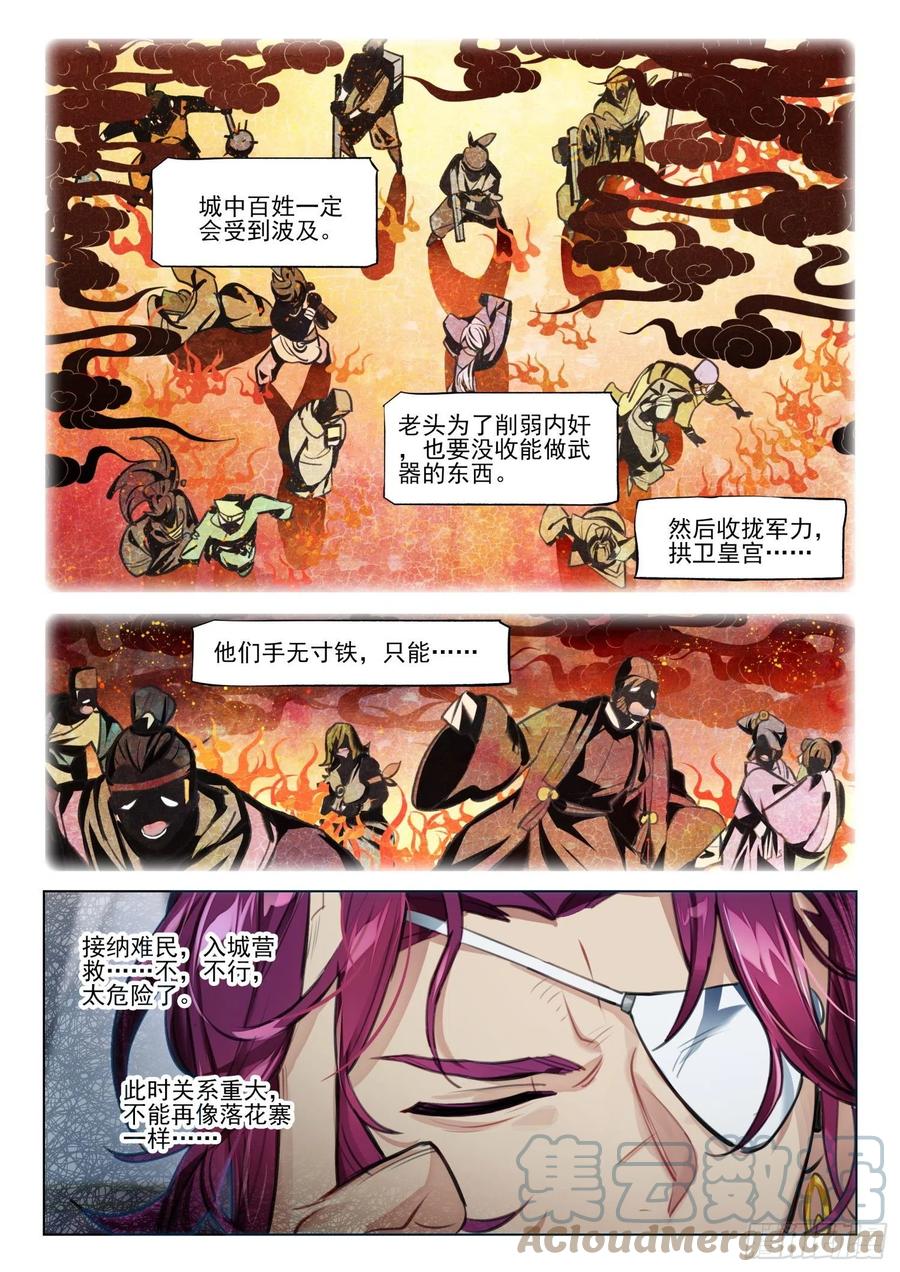 城中百姓一定
会受到波及。
老头为了削弱内奸
，也要没收能做武
器的东西。
然后收拢军力，
拱卫皇宫……
他们手无寸铁，只能……
接纳难民，入城营
救……不，不行，
太危险了。
此时关系重大，
不能再像落花寨
一样……
集云数据
ACloudMerge.com